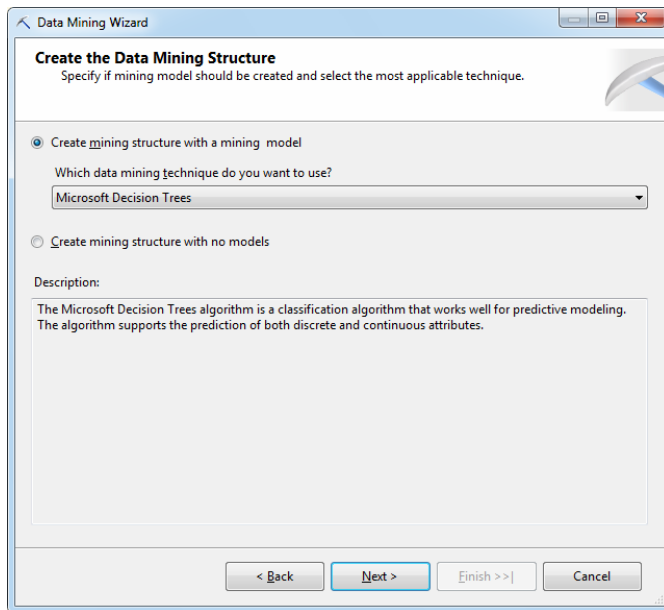 Data Mining Wizard
Create the Data Mining Structure
Specify if mining model should be created and select the most applicable technique.
Create mining structure with a mining model
Which data mining technique do you want to use?
Microsoft Decision Trees
Create mining structure with no models
Description:
The Microsoft Decision Trees algorithm is a classification algorithm that works well for predictive modeling.
The algorithm supports the prediction of both discrete and continuous attributes.
< Back Next > Finish >>| Cancel